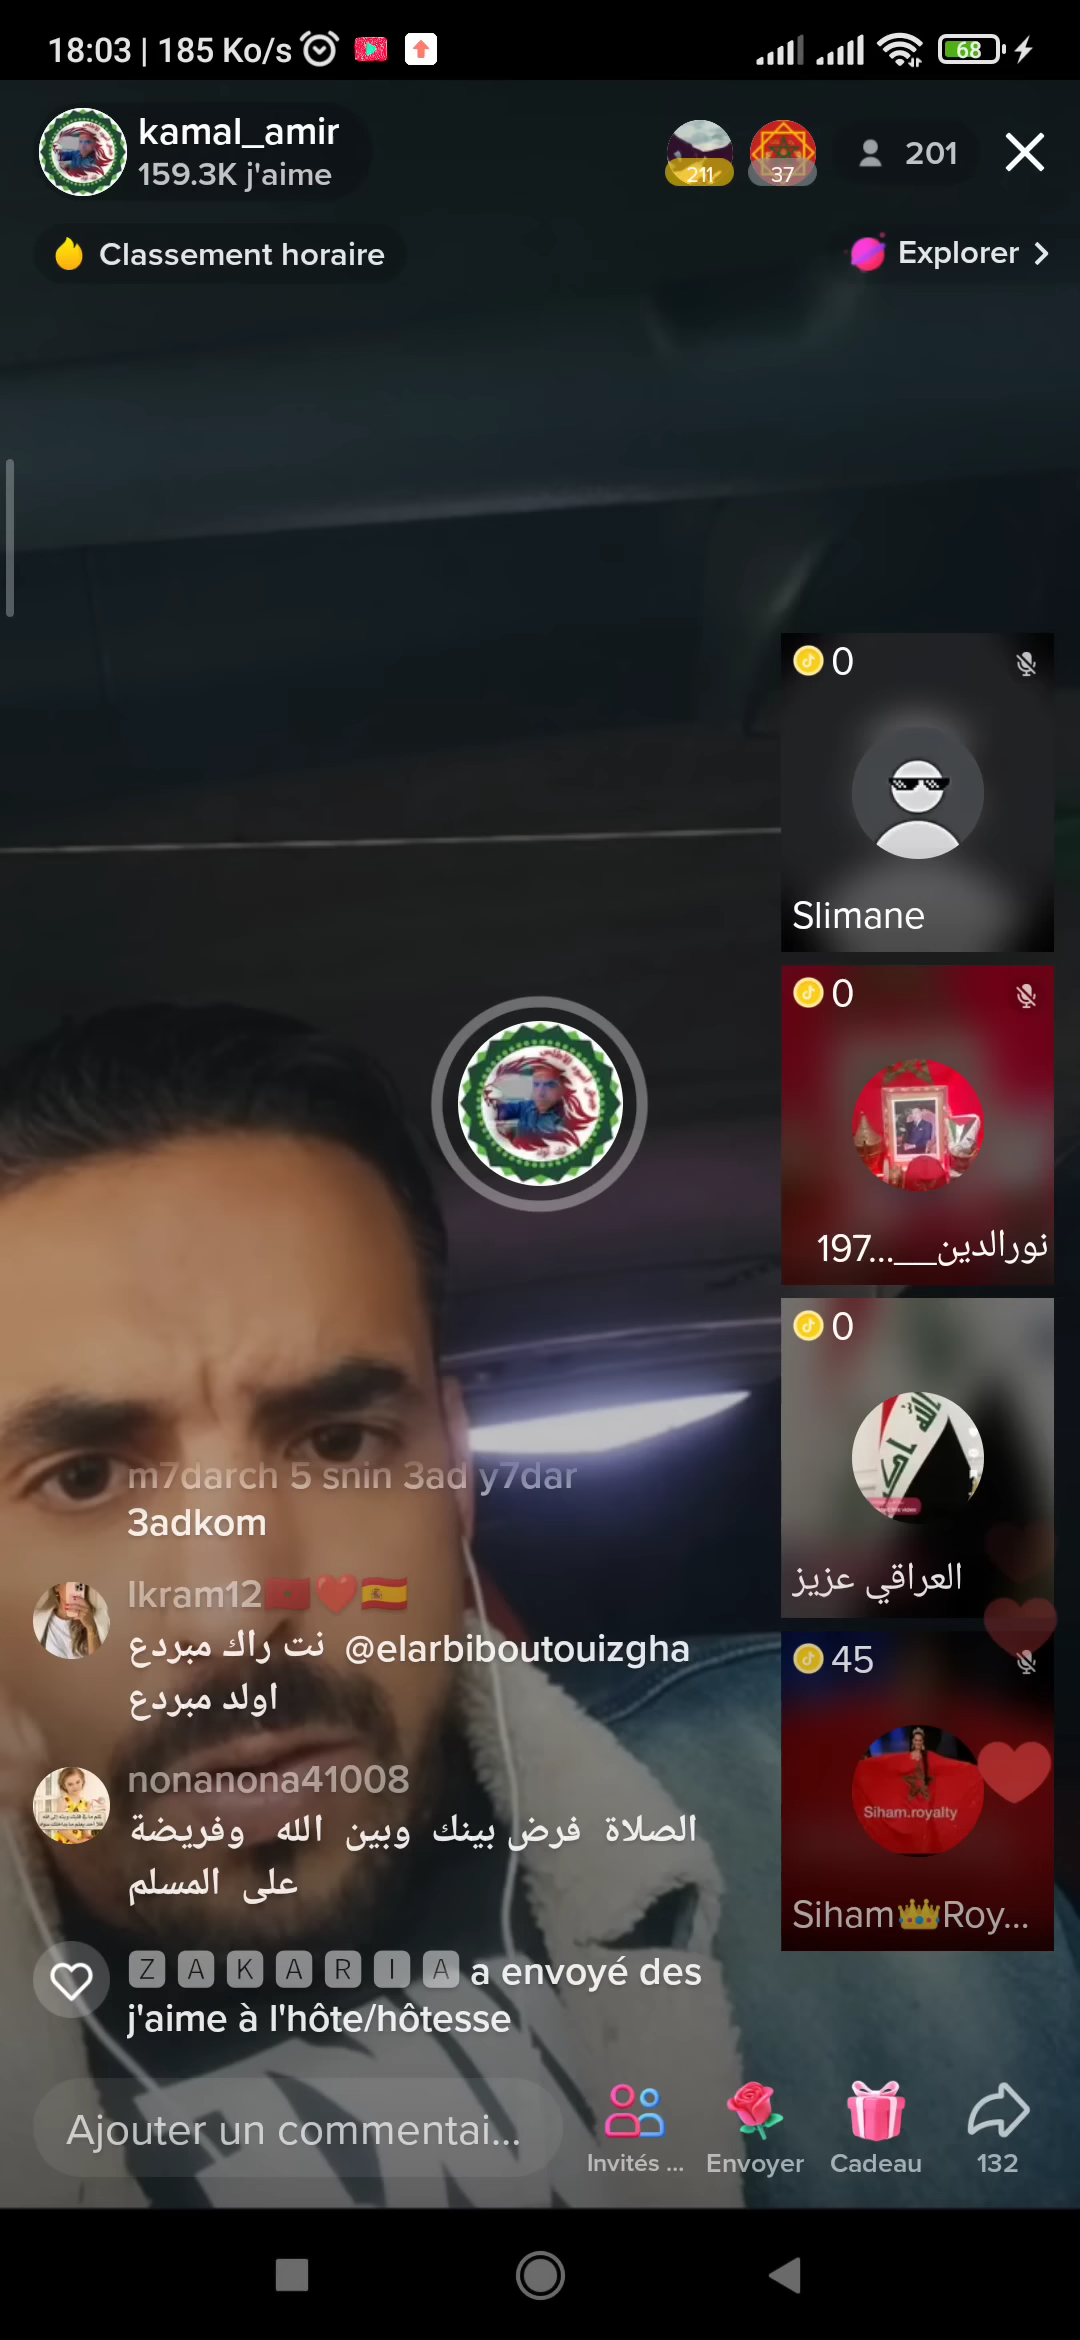 18:03 | 185 Ko/s
68
kamal_amir
159.3K j'aime
211
37
201
Classement horaire
Explorer
0
Slimane
0
نورالدين__...197
0
العراقي عزيز
45
Siham.royalty
Siham👑Roy...
m7darch 5 snin 3ad y7dar
3adkom
Ikram12🇲🇦❤️🇪🇸
نت راك مبردع @elarbiboutouizgha
اولد مبردع
nonanona41008
الصلاة فرض بينك وبين الله وفريضة
على المسلم
🅉🄰🄺🄰🅁🄸🄰 a envoyé des
j'aime à l'hôte/hôtesse
Ajouter un commentai...
Invités ...
Envoyer
Cadeau
132